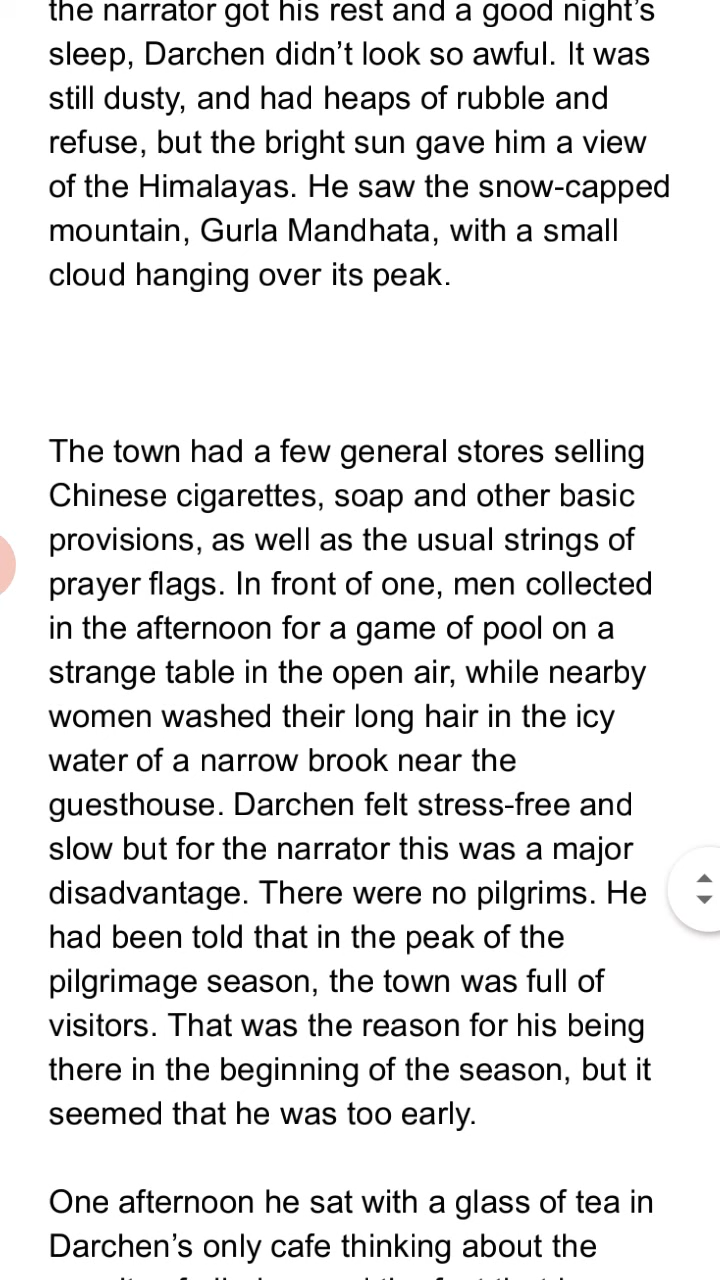 the narrator got his rest and a good night's
sleep, Darchen didn't look so awful. It was
still dusty, and had heaps of rubble and
refuse, but the bright sun gave him a view
of the Himalayas. He saw the snow-capped
mountain, Gurla Mandhata, with a small
cloud hanging over its peak.
The town had a few general stores selling
Chinese cigarettes, soap and other basic
provisions, as well as the usual strings of
prayer flags. In front of one, men collected
in the afternoon for a game of pool on a
strange table in the open air, while nearby
women washed their long hair in the icy
water of a narrow brook near the
guesthouse. Darchen felt stress-free and
slow but for the narrator this was a major
disadvantage. There were no pilgrims. He
had been told that in the peak of the
pilgrimage season, the town was full of
visitors. That was the reason for his being
there in the beginning of the season, but it
seemed that he was too early.
One afternoon he sat with a glass of tea in
Darchen's only cafe thinking about the